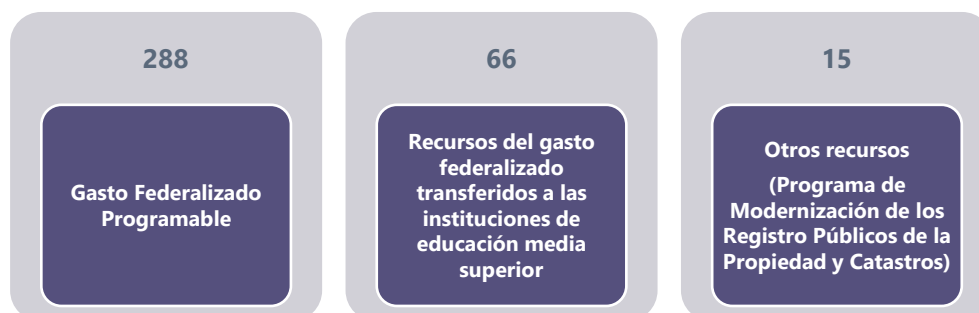 288
Gasto Federalizado
Programable
66
Recursos del gasto
federalizado
transferidos a las
instituciones de
educación media
superior
15
Otros recursos
(Programa de
Modernización de los
Registro Públicos de la
Propiedad y Catastros)